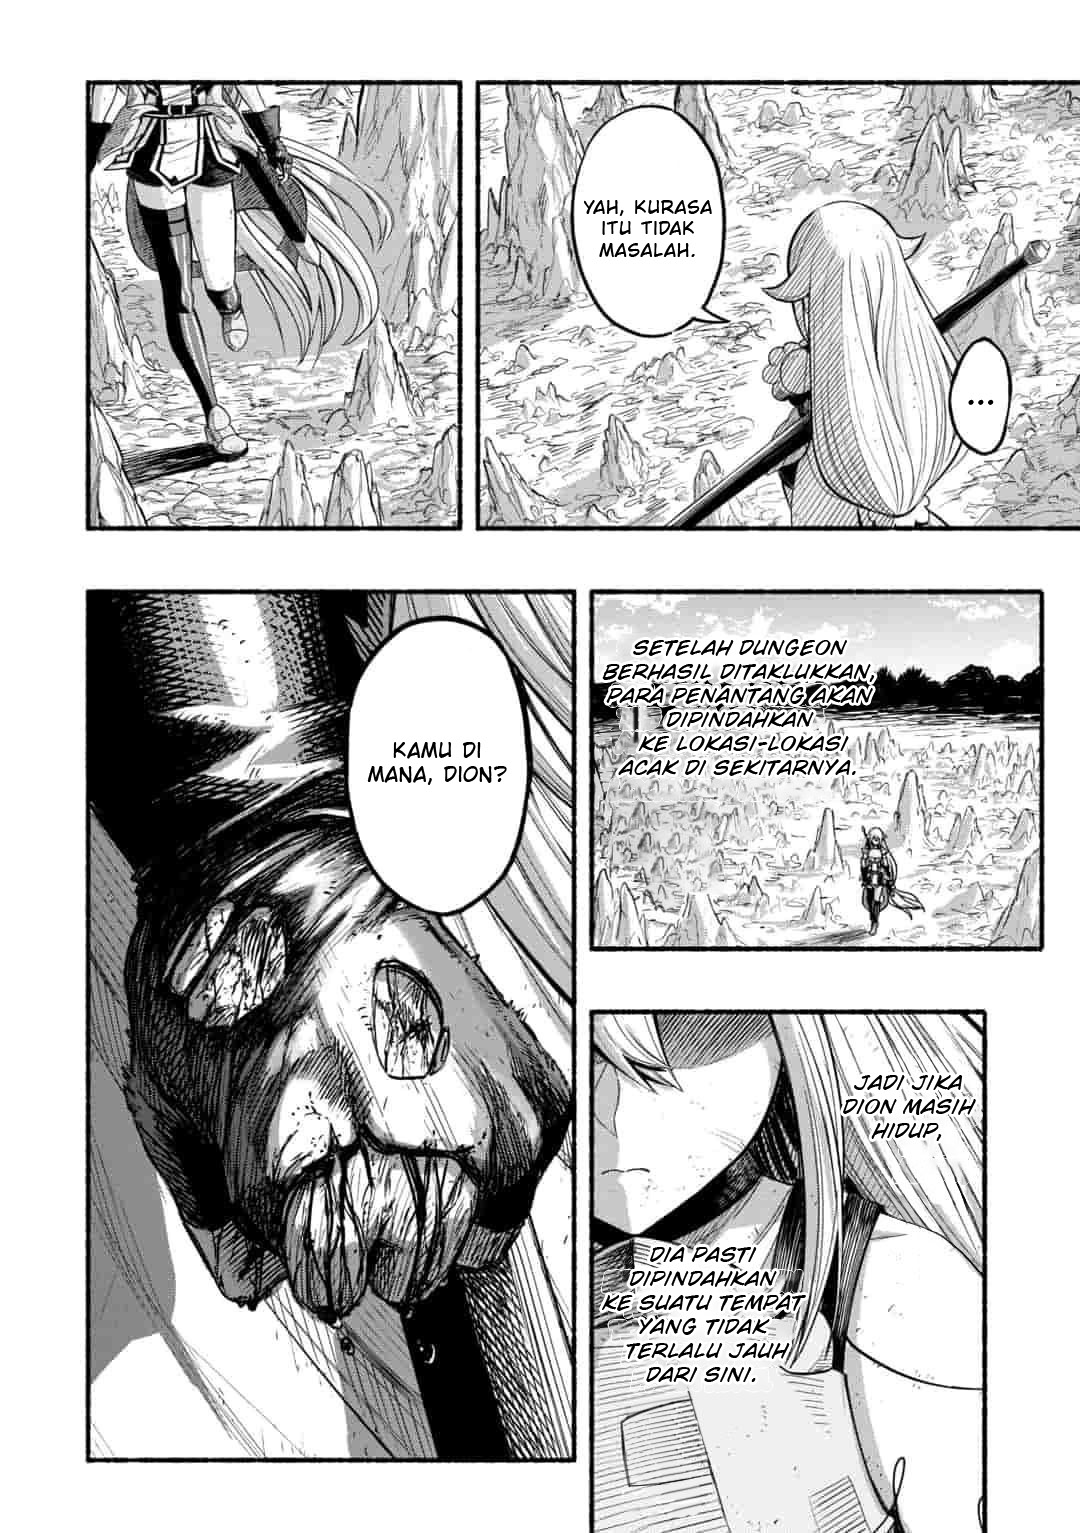 YAH, KURASA
ITU TIDAK
MASALAH.
...
SETELAH DUNGEON
BERHASIL DITAKLUKKAN,
PARA PENANTANG AKAN
DIPINDAHKAN
KE LOKASI-LOKASI
ACAK DI SEKITARNYA.
JADI JIKA
DION MASIH
HIDUP,
DIA PASTI
DIPINDAHKAN
KE SUATU TEMPAT
YANG TIDAK
TERLALU JAUH
DARI SINI.
KAMU DI
MANA, DION?